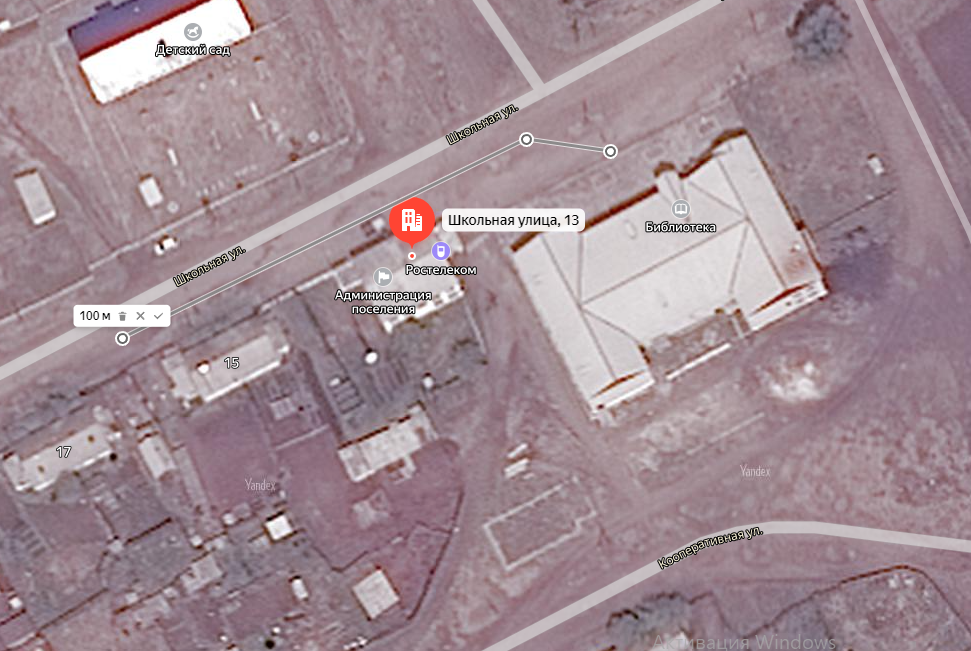 Детский сад
Школьная ул.
Школьная улица, 13
Библиотека
Школьная ул.
Ростелеком
Администрация
поселения
100 м
15
17
Yandex
Yandex
Кооперативная ул.
Активация Windows